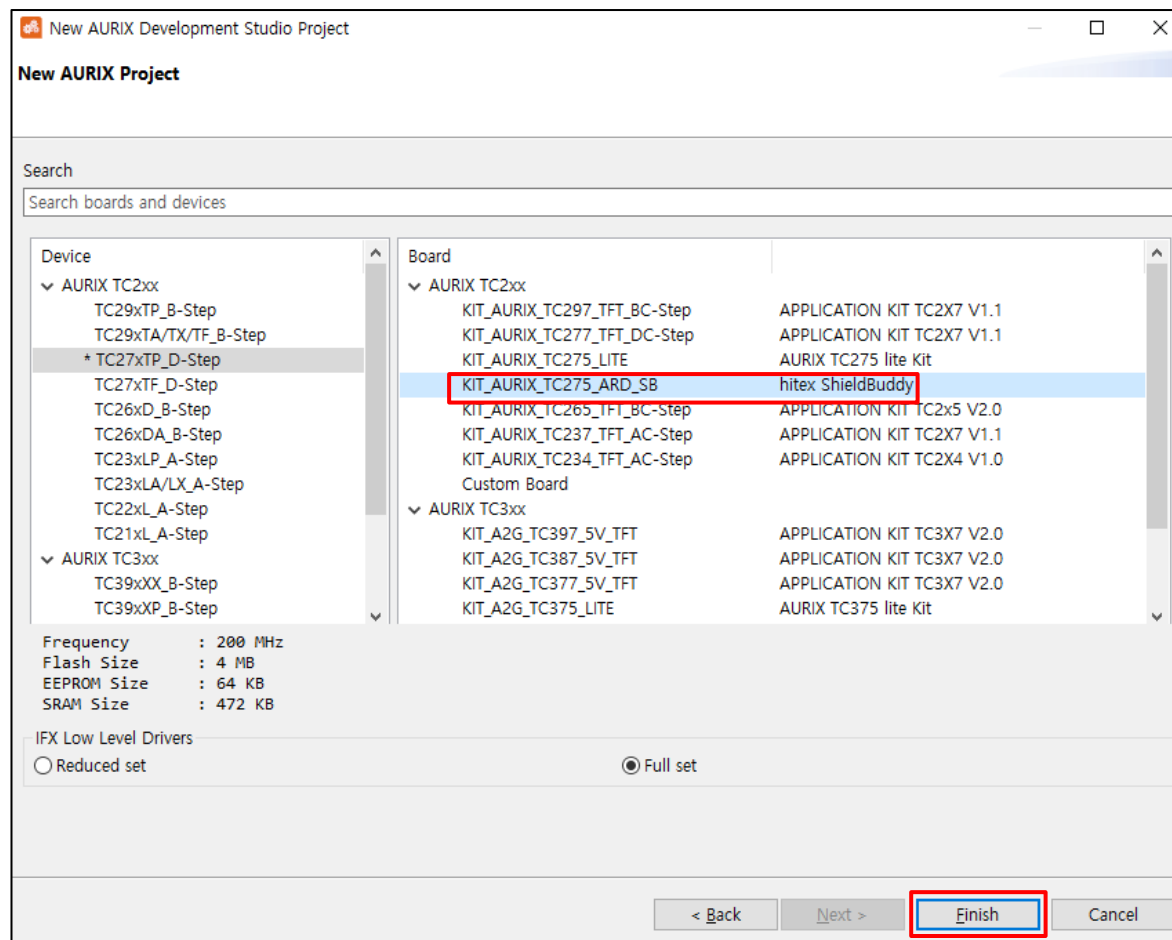 New AURIX Development Studio Project
New AURIX Project
Search
Search boards and devices
Device
AURIX TC2xx
TC29xTP_B-Step
TC29xTA/TX/TF_B-Step
* TC27xTP_D-Step
TC27xTF_D-Step
TC26xD_B-Step
TC26xDA_B-Step
TC23xLP_A-Step
TC23xLA/LX_A-Step
TC22xL_A-Step
TC21xL_A-Step
AURIX TC3xx
TC39xXX_B-Step
TC39xXP_B-Step
Board
AURIX TC2xx
KIT_AURIX_TC297_TFT_BC-Step APPLICATION KIT TC2X7 V1.1
KIT_AURIX_TC277_TFT_DC-Step APPLICATION KIT TC2X7 V1.1
KIT_AURIX_TC275_LITE AURIX TC275 lite Kit
KIT_AURIX_TC275_ARD_SB hitex ShieldBuddy
KIT_AURIX_TC265_TFT_BC-Step APPLICATION KIT TC2x5 V2.0
KIT_AURIX_TC237_TFT_AC-Step APPLICATION KIT TC2X7 V1.1
KIT_AURIX_TC234_TFT_AC-Step APPLICATION KIT TC2X4 V1.0
Custom Board
AURIX TC3xx
KIT_A2G_TC397_5V_TFT APPLICATION KIT TC3X7 V2.0
KIT_A2G_TC387_5V_TFT APPLICATION KIT TC3X7 V2.0
KIT_A2G_TC377_5V_TFT APPLICATION KIT TC3X7 V2.0
KIT_A2G_TC375_LITE AURIX TC375 lite Kit
Frequency : 200 MHz
Flash Size : 4 MB
EEPROM Size : 64 KB
SRAM Size : 472 KB
IFX Low Level Drivers
Reduced set Full set
< Back Next > Finish Cancel